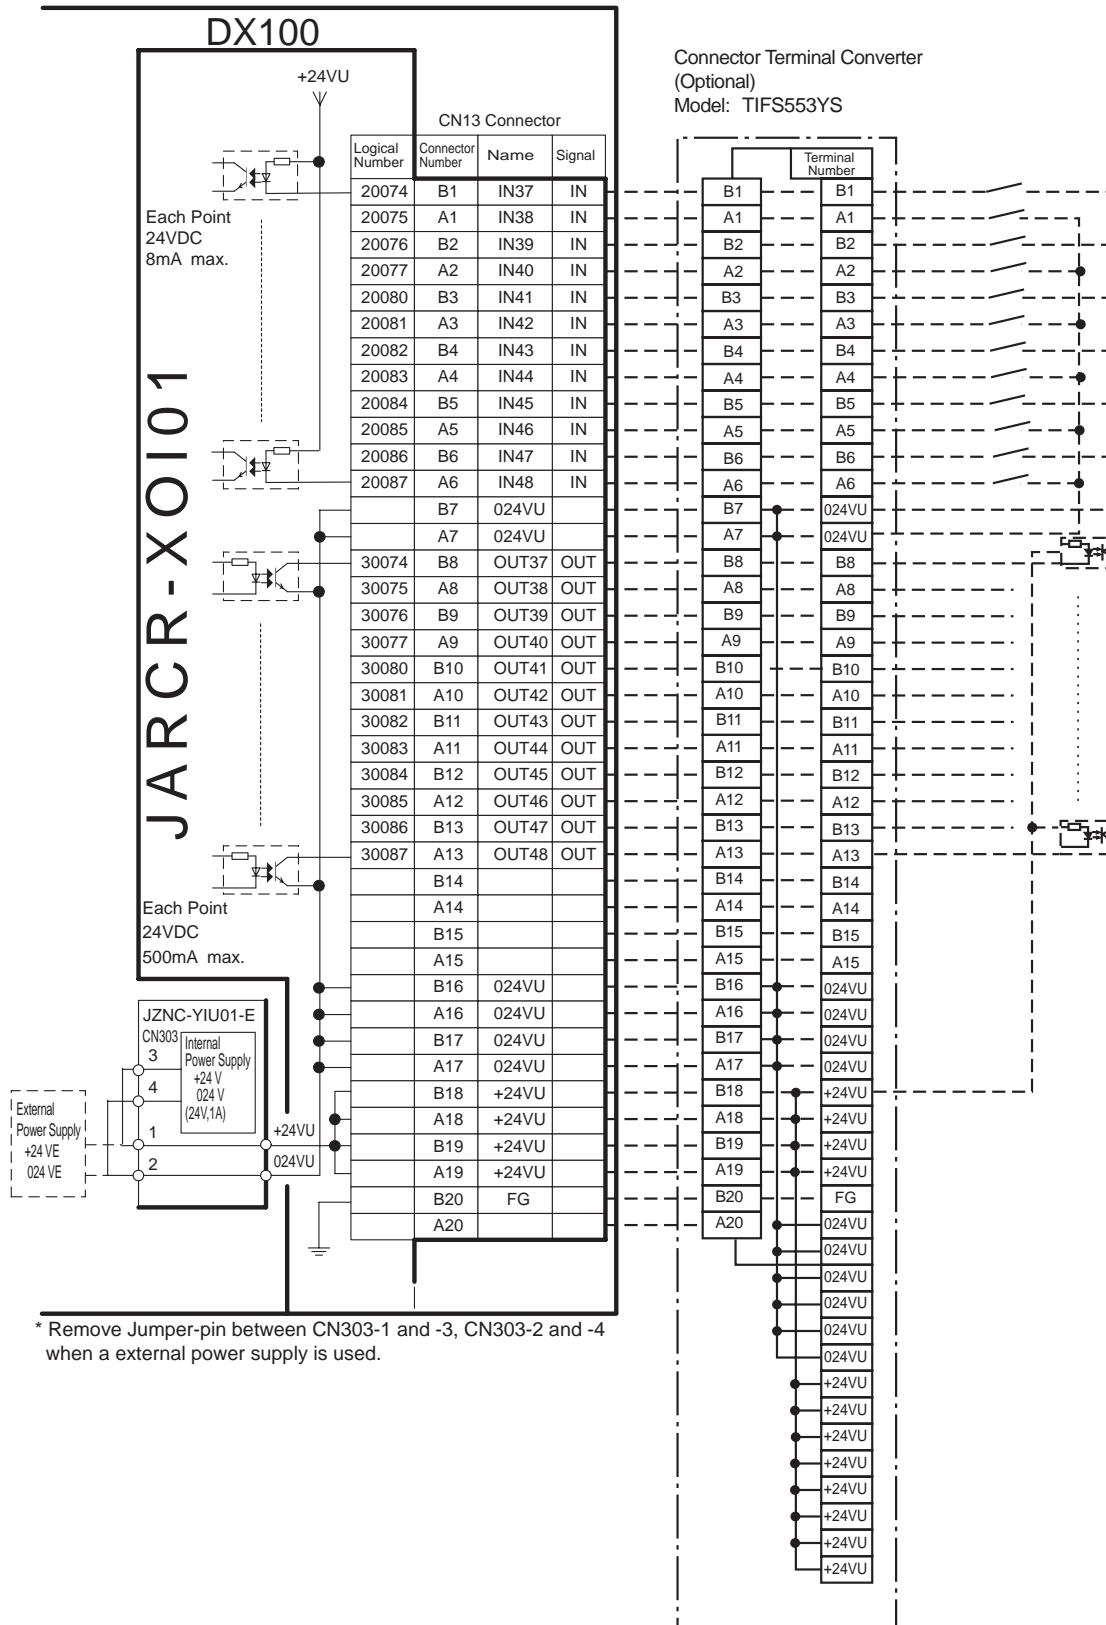 DX100
Connector Terminal Converter
(Optional)
Model: TIFS553YS
+24VU
CN13 Connector
Logical Number Connector Number Name Signal
Terminal Number
20074 B1 IN37 IN B1 B1
20075 A1 IN38 IN A1 A1
20076 B2 IN39 IN B2 B2
20077 A2 IN40 IN A2 A2
20080 B3 IN41 IN B3 B3
20081 A3 IN42 IN A3 A3
20082 B4 IN43 IN B4 B4
20083 A4 IN44 IN A4 A4
20084 B5 IN45 IN B5 B5
20085 A5 IN46 IN A5 A5
20086 B6 IN47 IN B6 B6
20087 A6 IN48 IN A6 A6
B7 024VU B7 024VU
A7 024VU A7 024VU
30074 B8 OUT37 OUT B8 B8
30075 A8 OUT38 OUT A8 A8
30076 B9 OUT39 OUT B9 B9
30077 A9 OUT40 OUT A9 A9
30080 B10 OUT41 OUT B10 B10
30081 A10 OUT42 OUT A10 A10
30082 B11 OUT43 OUT B11 B11
30083 A11 OUT44 OUT A11 A11
30084 B12 OUT45 OUT B12 B12
30085 A12 OUT46 OUT A12 A12
30086 B13 OUT47 OUT B13 B13
30087 A13 OUT48 OUT A13 A13
B14 B14 B14
A14 A14 A14
B15 B15 B15
A15 A15 A15
B16 024VU B16 024VU
A16 024VU A16 024VU
B17 024VU B17 024VU
A17 024VU A17 024VU
B18 +24VU B18 +24VU
A18 +24VU A18 +24VU
B19 +24VU B19 +24VU
A19 +24VU A19 +24VU
B20 FG B20 FG
A20 A20 024VU
024VU
024VU
024VU
024VU
024VU
+24VU
+24VU
+24VU
+24VU
+24VU
+24VU
+24VU
+24VU
Each Point
24VDC
8mA max.
JARCR-XOI01
Each Point
24VDC
500mA max.
JZNC-YIU01-E
CN303
3
4
1
2
Internal
Power Supply
+24 V
024 V
(24V,1A)
+24VU
024VU
External
Power Supply
+24 VE
024 VE
* Remove Jumper-pin between CN303-1 and -3, CN303-2 and -4
when a external power supply is used.